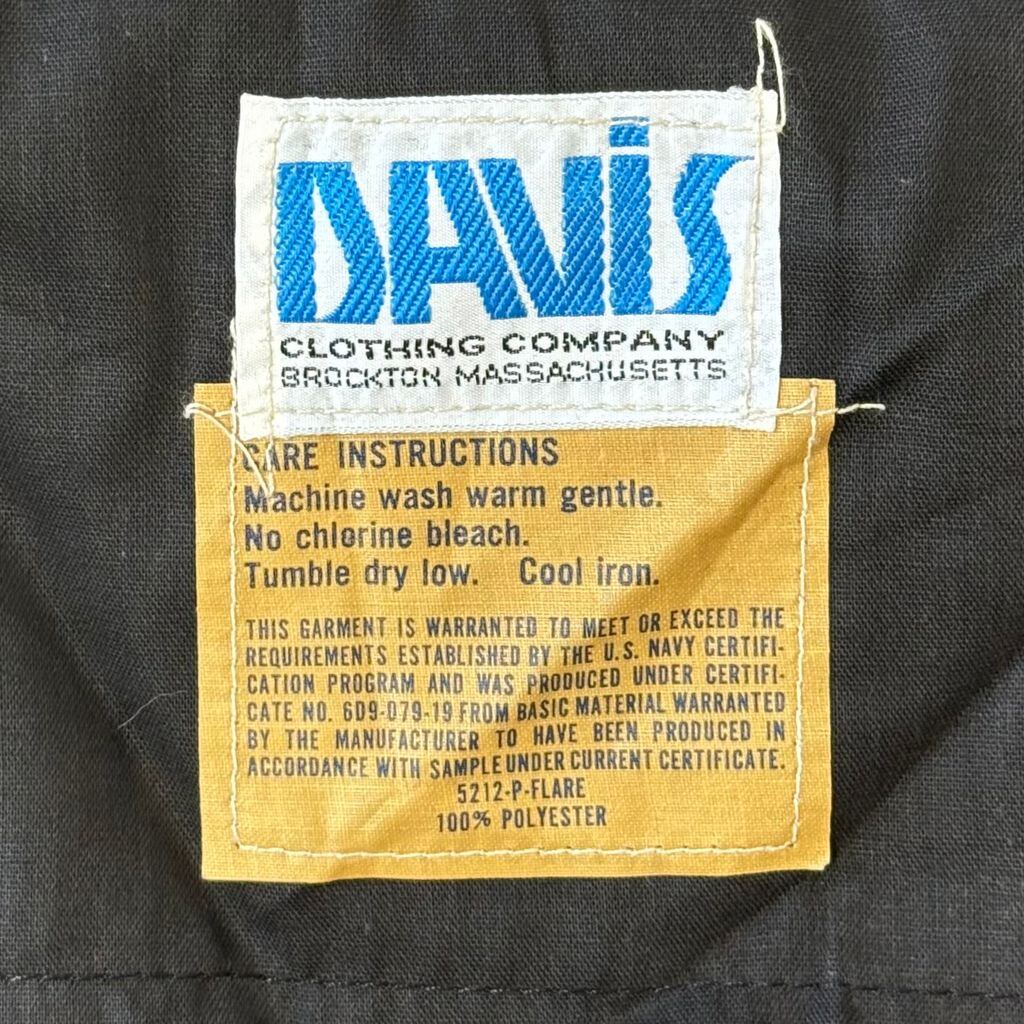 DAViS
CLOTHING COMPANY
BROCKTON MASSACHUSETTS
CARE INSTRUCTIONS
Machine wash warm gentle.
No chlorine bleach.
Tumble dry low. Cool iron.
THIS GARMENT IS WARRANTED TO MEET OR EXCEED THE
REQUIREMENTS ESTABLISHED BY THE U.S. NAVY CERTIFI-
CATION PROGRAM AND WAS PRODUCED UNDER CERTIFI-
CATE NO. 6D9-079-19 FROM BASIC MATERIAL WARRANTED
BY THE MANUFACTURER TO HAVE BEEN PRODUCED IN
ACCORDANCE WITH SAMPLE UNDER CURRENT CERTIFICATE.
5212-P-FLARE
100% POLYESTER